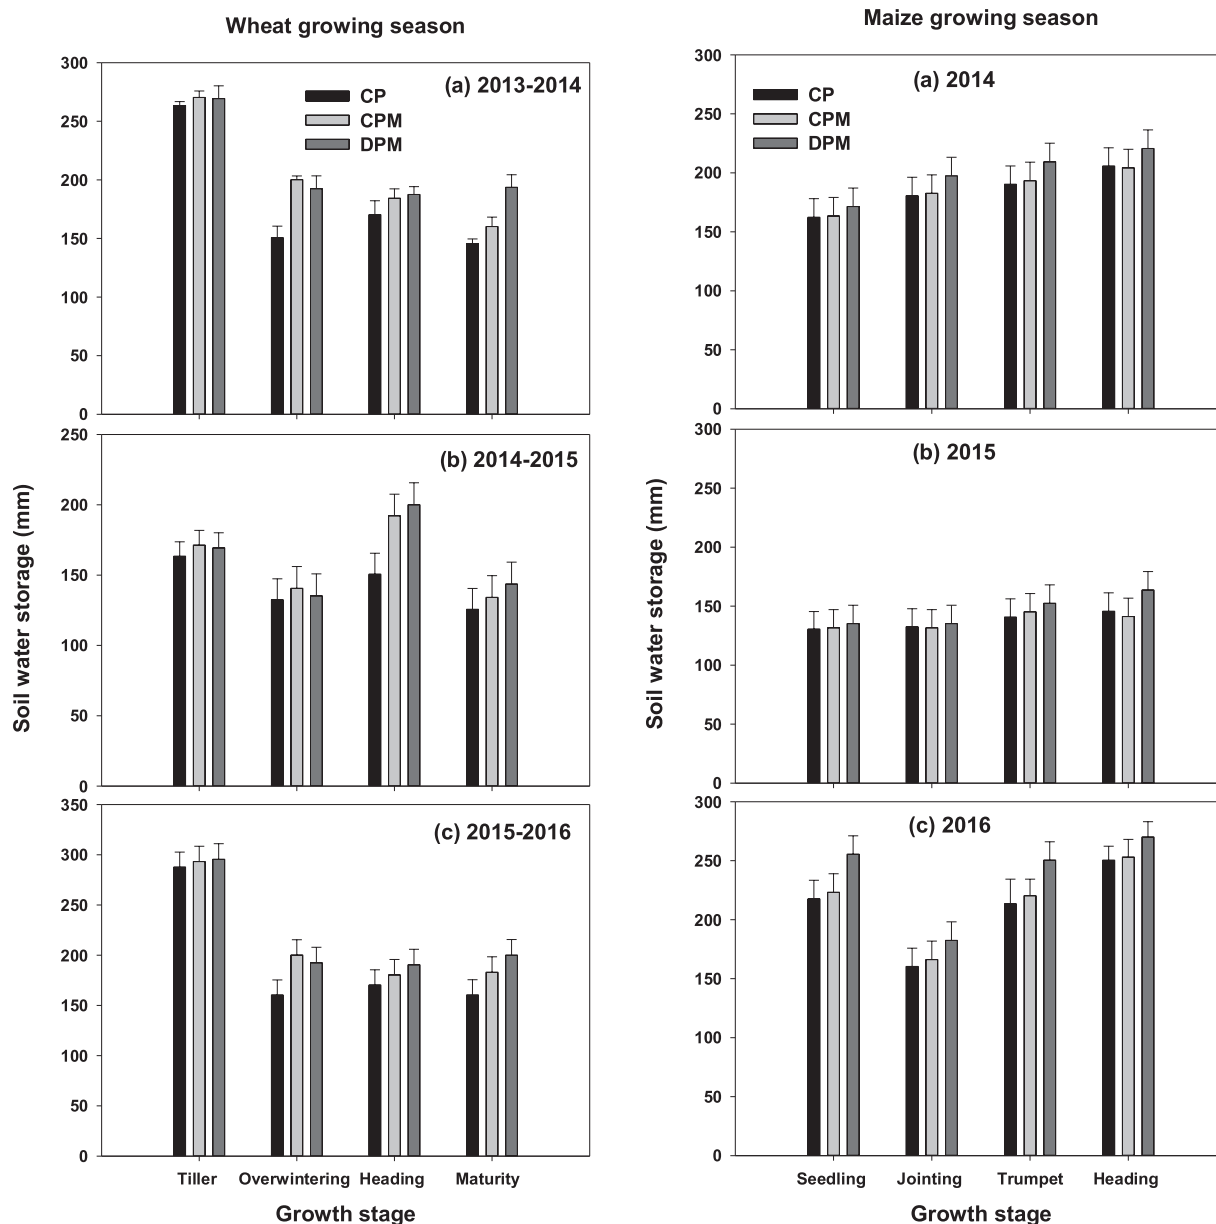 Wheat growing season
300
250
200
150
100
50
0
(a) 2013-2014
CP
CPM
DPM
250
200
150
100
50
0
(b) 2014-2015
Soil water storage (mm)
350
300
250
200
150
100
50
0
(c) 2015-2016
Tiller Overwintering Heading Maturity
Growth stage
Maize growing season
300
250
200
150
100
50
0
(a) 2014
CP
CPM
DPM
300
250
200
150
100
50
0
(b) 2015
Soil water storage (mm)
300
250
200
150
100
50
0
(c) 2016
Seedling Jointing Trumpet Heading
Growth stage